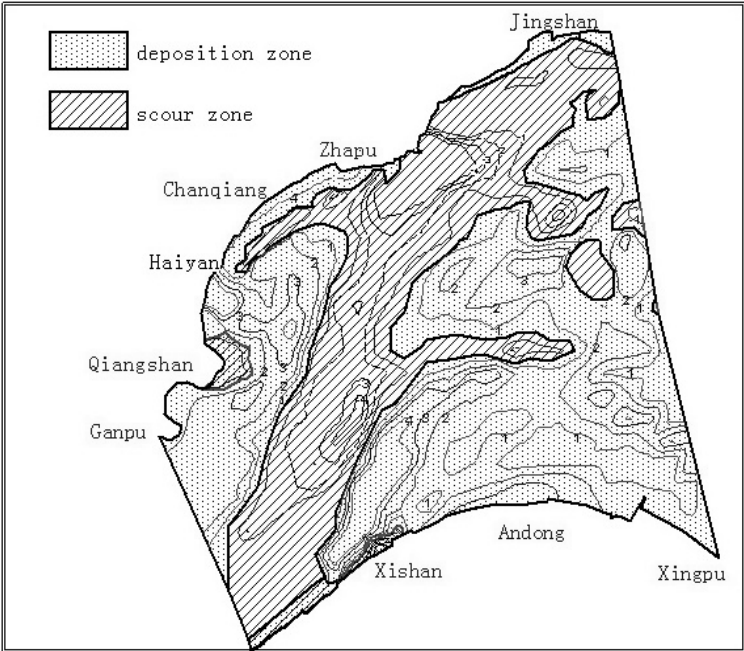 Jingshan
deposition zone
scour zone
Zhapu
Chanqiang
Haiyan
Qiangshan
Ganpu
Andong
Xishan
Xingpu